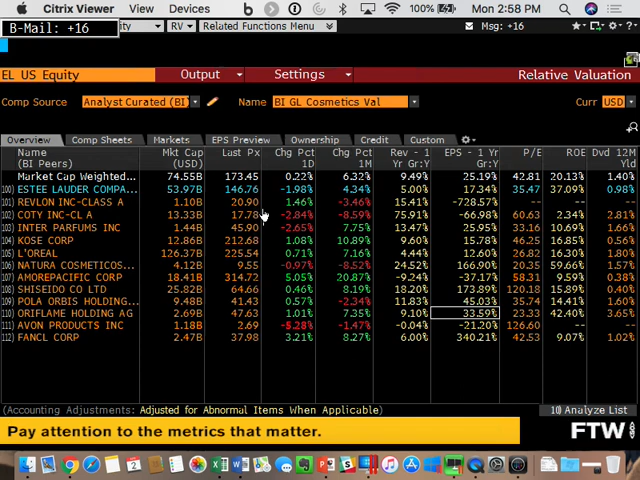 Citrix Viewer View Devices 100% Mon 2:58 PM
B-Mail: +16
Equity RV Related Functions Menu Msg: +16
EL US Equity Output Settings Relative Valuation
Comp Source Analyst Curated (BI) Name BI GL Cosmetics Val Curr USD
Overview Comp Sheets Markets EPS Preview Ownership Credit Custom
Name Mkt Cap Last Px Chg Pct Chg Pct Rev - 1 EPS - 1 Yr P/E ROE Dvd 12M
(BI Peers) (USD) 1D 1M Yr Gr:Y Gr:Y Yld
Market Cap Weighted... 74.55B 173.45 0.22% 6.32% 9.49% 25.19% 42.81 20.13% 1.40%
100) ESTEE LAUDER COMPA... 53.97B 146.76 -1.98% 4.34% 5.00% 17.34% 35.47 37.09% 0.98%
101) REVLON INC-CLASS A 1.10B 20.90 1.46% -3.46% 15.41% -728.57% -- -- --
102) COTY INC-CL A 13.33B 17.78 -2.84% -8.59% 75.91% -66.98% 60.63 2.34% 2.81%
103) INTER PARFUMS INC 1.44B 45.90 -2.65% 7.75% 13.47% 25.95% 33.16 10.69% 1.66%
104) KOSE CORP 12.86B 212.68 1.08% 10.89% 9.60% 15.78% 46.25 16.85% 0.56%
105) L'OREAL 126.37B 225.54 0.71% 7.16% 4.44% 12.60% 26.82 16.30% 1.80%
106) NATURA COSMETICOS... 4.12B 9.55 -0.97% -8.52% 24.52% 166.90% 20.35 59.66% 1.57%
107) AMOREPACIFIC CORP 18.41B 314.72 5.05% 20.87% -9.24% -37.17% 58.31 9.59% 0.38%
108) SHISEIDO CO LTD 25.82B 64.66 0.46% 8.19% 18.20% 173.89% 120.18 15.89% 0.40%
109) POLA ORBIS HOLDING... 9.48B 41.43 0.57% -2.34% 11.83% 45.03% 35.74 14.41% 1.60%
110) ORIFLAME HOLDING AG 2.69B 47.63 1.01% 7.35% 9.10% 33.59% 23.33 42.40% 3.65%
111) AVON PRODUCTS INC 1.18B 2.69 -5.28% -1.47% -0.04% -21.20% 126.60 -- --
112) FANCL CORP 2.47B 37.98 3.21% 8.27% 6.00% 340.21% 42.53 9.07% 1.02%
(Accounting Adjustments: Adjusted for Abnormal Items When Applicable) 10) Analyze List
Pay attention to the metrics that matter. FTW